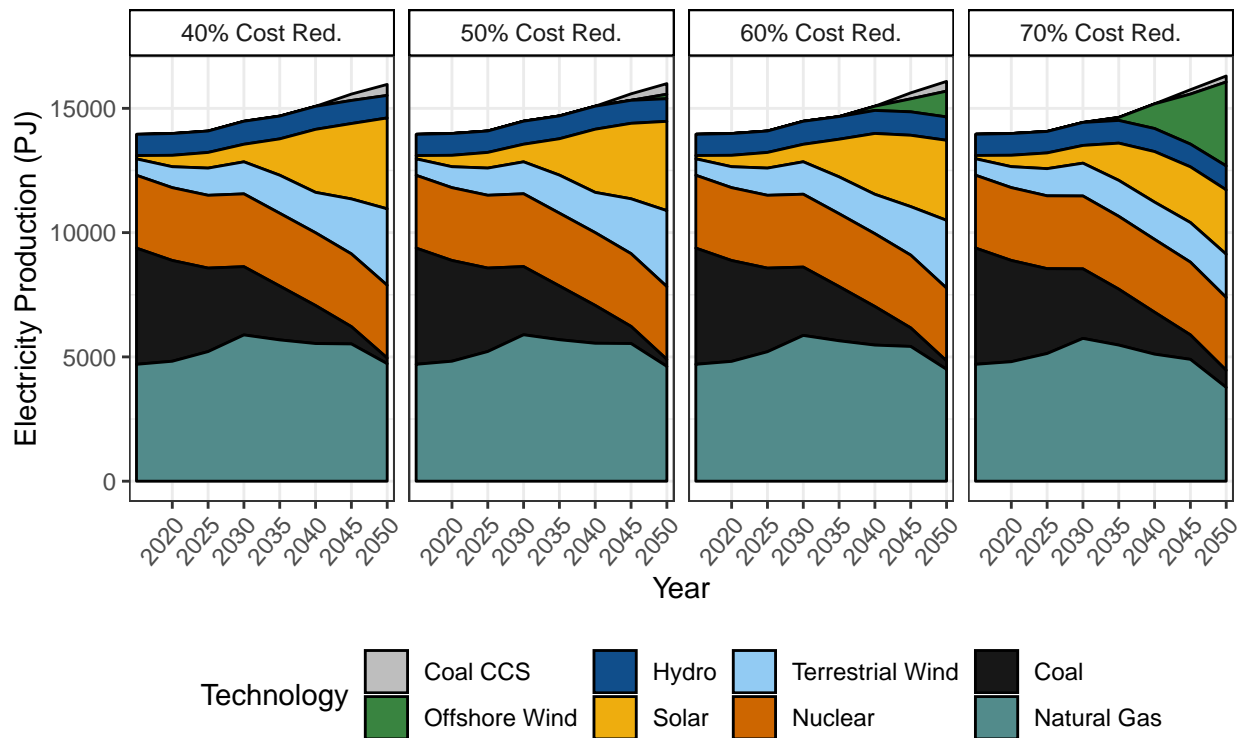 40% Cost Red. 50% Cost Red. 60% Cost Red. 70% Cost Red.
Electricity Production (PJ)
15000
10000
5000
0
2020 2025 2030 2035 2040 2045 2050 2020 2025 2030 2035 2040 2045 2050 2020 2025 2030 2035 2040 2045 2050 2020 2025 2030 2035 2040 2045 2050
Year
Technology
Coal CCS Hydro Terrestrial Wind Coal
Offshore Wind Solar Nuclear Natural Gas